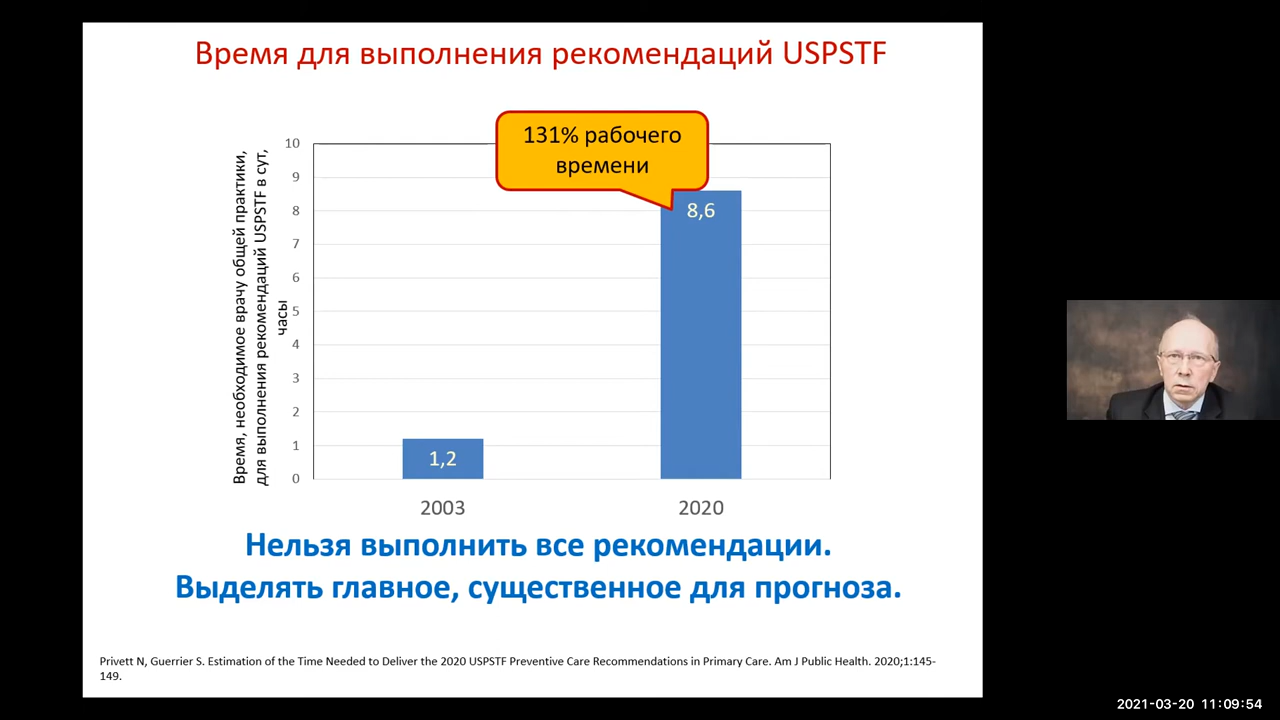 Время для выполнения рекомендаций USPSTF
131% рабочего
времени
Время, необходимое врачу общей практики,
для выполнения рекомендаций USPSTF в сут,
часы
10
9
8
7
6
5
4
3
2
1
0
1,2
8,6
2003
2020
Нельзя выполнить все рекомендации.
Выделять главное, существенное для прогноза.
Privett N, Guerrier S. Estimation of the Time Needed to Deliver the 2020 USPSTF Preventive Care Recommendations in Primary Care. Am J Public Health. 2020;1:145-
149.
2021-03-20 11:09:54